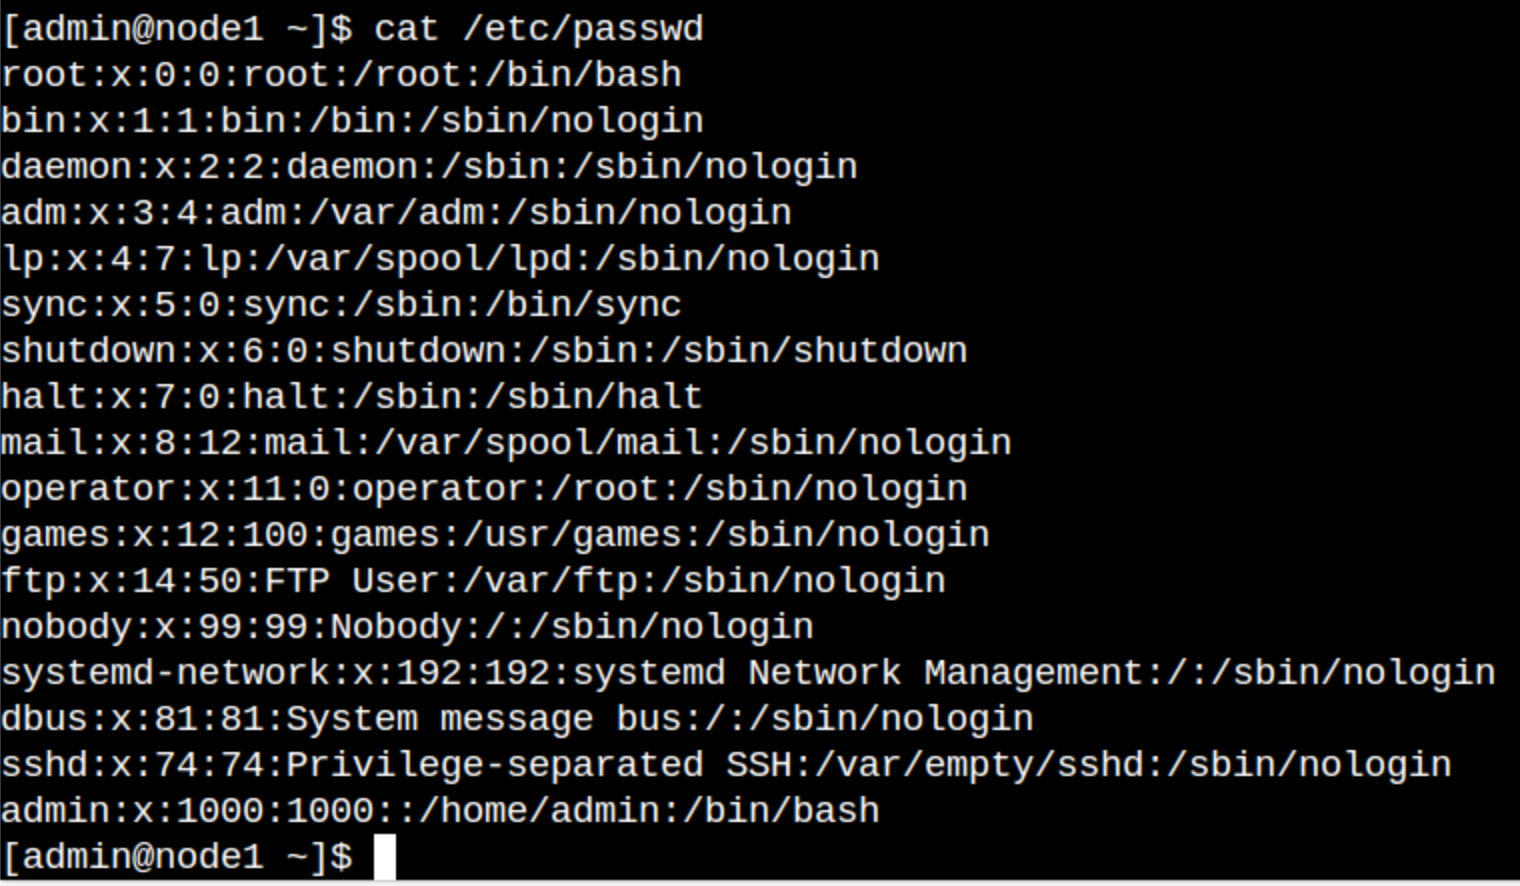 [admin@node1 ~]$ cat /etc/passwd
root:x:0:0:root:/root:/bin/bash
bin:x:1:1:bin:/bin:/sbin/nologin
daemon:x:2:2:daemon:/sbin:/sbin/nologin
adm:x:3:4:adm:/var/adm:/sbin/nologin
lp:x:4:7:lp:/var/spool/lpd:/sbin/nologin
sync:x:5:0:sync:/sbin:/bin/sync
shutdown:x:6:0:shutdown:/sbin:/sbin/shutdown
halt:x:7:0:halt:/sbin:/sbin/halt
mail:x:8:12:mail:/var/spool/mail:/sbin/nologin
operator:x:11:0:operator:/root:/sbin/nologin
games:x:12:100:games:/usr/games:/sbin/nologin
ftp:x:14:50:FTP User:/var/ftp:/sbin/nologin
nobody:x:99:99:Nobody:/:/sbin/nologin
systemd-network:x:192:192:systemd Network Management:/:/sbin/nologin
dbus:x:81:81:System message bus:/:/sbin/nologin
sshd:x:74:74:Privilege-separated SSH:/var/empty/sshd:/sbin/nologin
admin:x:1000:1000::/home/admin:/bin/bash
[admin@node1 ~]$